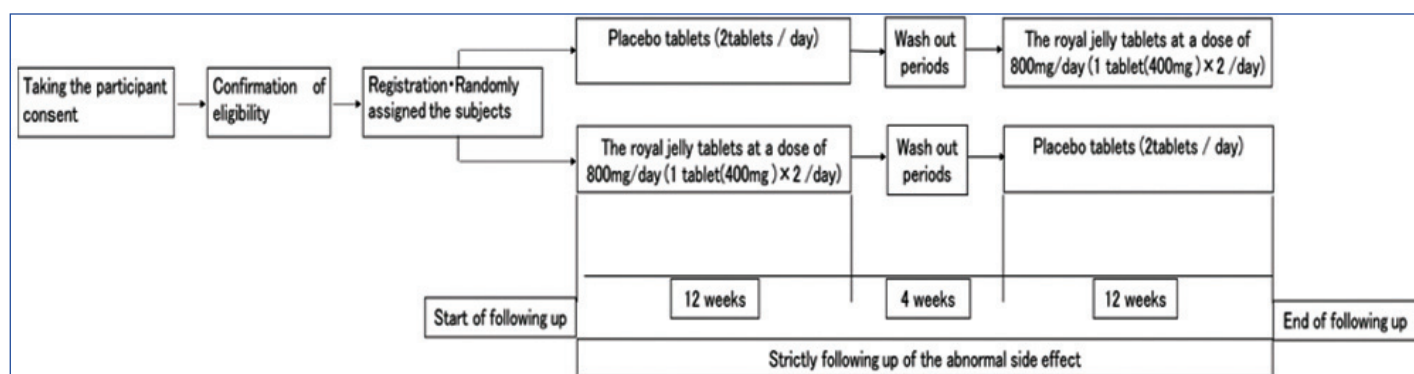 Taking the participant
consent
Confirmation of
eligibility
Registration・Randomly
assigned the subjects
Placebo tablets (2tablets / day)
Wash out
periods
The royal jelly tablets at a dose of
800mg/day (1 tablet(400mg) × 2 /day)
The royal jelly tablets at a dose of
800mg/day (1 tablet(400mg) × 2 /day)
Wash out
periods
Placebo tablets (2tablets / day)
12 weeks
4 weeks
12 weeks
Start of following up
End of following up
Strictly following up of the abnormal side effect